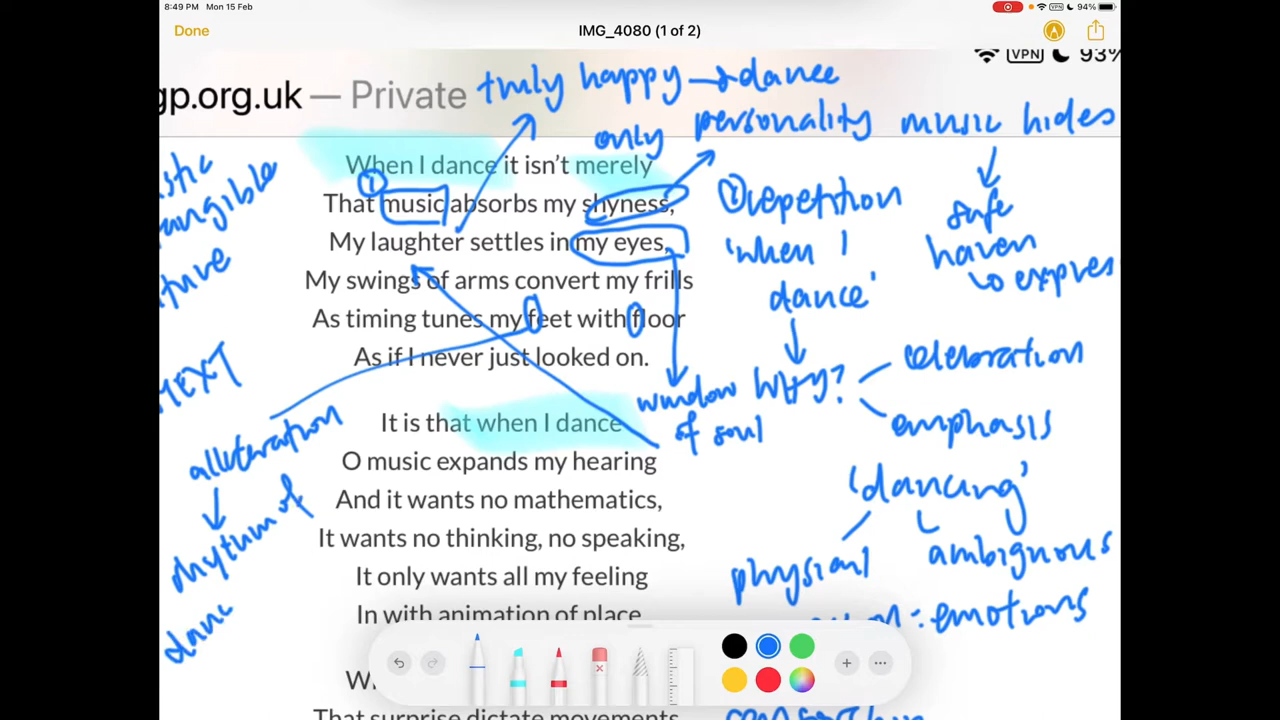 8:49 PM Mon 15 Feb
94%
Done
IMG_4080 (1 of 2)
VPN 93%
gp.org.uk — Private
truly happy → dance
only personality music hides
When I dance it isn't merely
That music absorbs my shyness,
My laughter settles in my eyes,
My swings of arms convert my frills
As timing tunes my feet with floor
As if I never just looked on.
It is that when I dance
O music expands my hearing
And it wants no mathematics,
It wants no thinking, no speaking,
It only wants all my feeling
In with animation of place.
That surprise dictate movements
①
①repetition
'when I
dance'
WHY?
celebration
emphasis
safe
haven
↳ express
window
of soul
'dancing'
physical
ambiguous
: emotions
alliteration
rhythm of
danc